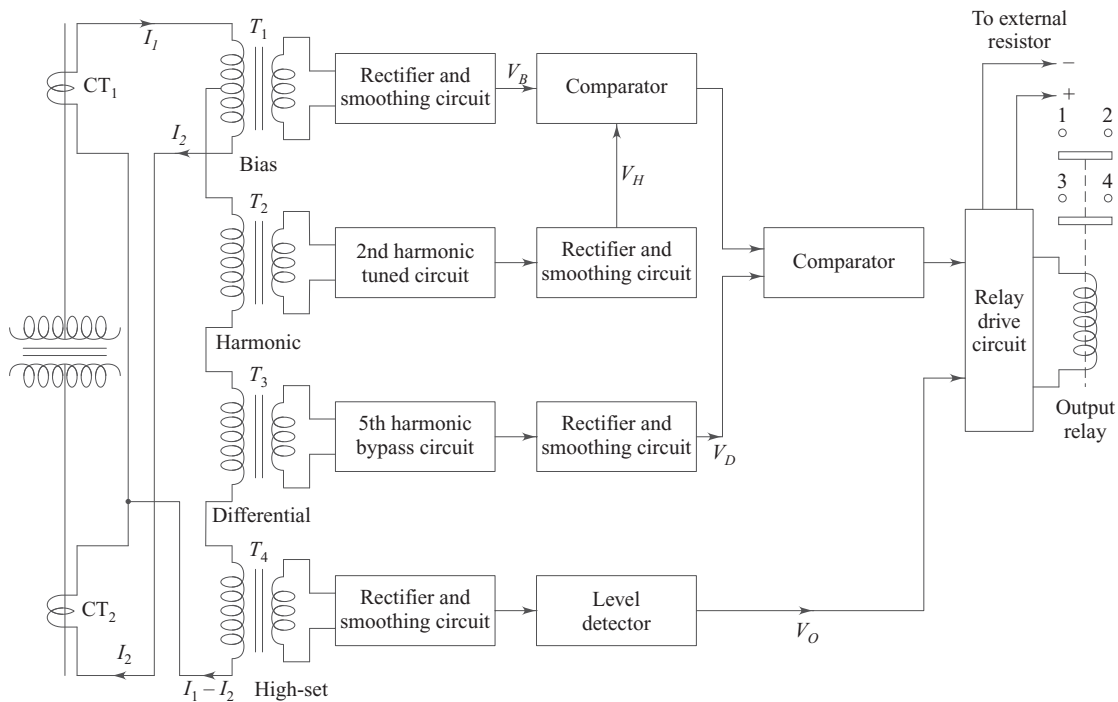 I1
CT1
T1
Rectifier and
smoothing circuit
VB
Comparator
To external
resistor
−
+
1
2
3
4
I2
Bias
VH
T2
2nd harmonic
tuned circuit
Rectifier and
smoothing circuit
Comparator
Relay
drive
circuit
Harmonic
T3
5th harmonic
bypass circuit
Rectifier and
smoothing circuit
VD
Output
relay
Differential
T4
CT2
Rectifier and
smoothing circuit
Level
detector
VO
I2
I1 – I2
High-set